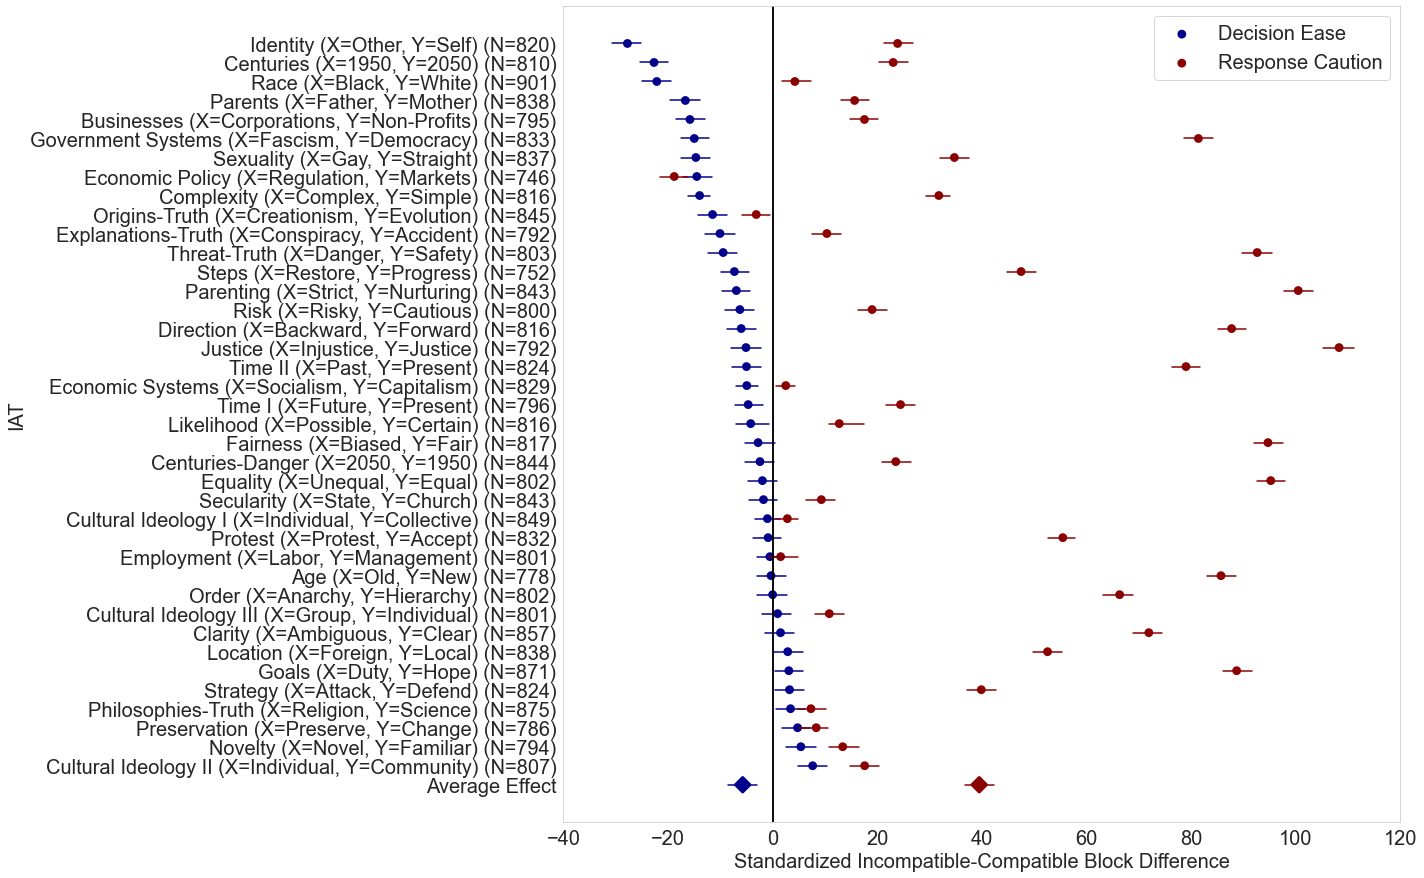 Decision Ease
Response Caution
IAT
Identity (X=Other, Y=Self) (N=820)
Centuries (X=1950, Y=2050) (N=810)
Race (X=Black, Y=White) (N=901)
Parents (X=Father, Y=Mother) (N=838)
Businesses (X=Corporations, Y=Non-Profits) (N=795)
Government Systems (X=Fascism, Y=Democracy) (N=833)
Sexuality (X=Gay, Y=Straight) (N=837)
Economic Policy (X=Regulation, Y=Markets) (N=746)
Complexity (X=Complex, Y=Simple) (N=816)
Origins-Truth (X=Creationism, Y=Evolution) (N=845)
Explanations-Truth (X=Conspiracy, Y=Accident) (N=792)
Threat-Truth (X=Danger, Y=Safety) (N=803)
Steps (X=Restore, Y=Progress) (N=752)
Parenting (X=Strict, Y=Nurturing) (N=843)
Risk (X=Risky, Y=Cautious) (N=800)
Direction (X=Backward, Y=Forward) (N=816)
Justice (X=Injustice, Y=Justice) (N=792)
Time II (X=Past, Y=Present) (N=824)
Economic Systems (X=Socialism, Y=Capitalism) (N=829)
Time I (X=Future, Y=Present) (N=796)
Likelihood (X=Possible, Y=Certain) (N=816)
Fairness (X=Biased, Y=Fair) (N=817)
Centuries-Danger (X=2050, Y=1950) (N=844)
Equality (X=Unequal, Y=Equal) (N=802)
Secularity (X=State, Y=Church) (N=843)
Cultural Ideology I (X=Individual, Y=Collective) (N=849)
Protest (X=Protest, Y=Accept) (N=832)
Employment (X=Labor, Y=Management) (N=801)
Age (X=Old, Y=New) (N=778)
Order (X=Anarchy, Y=Hierarchy) (N=802)
Cultural Ideology III (X=Group, Y=Individual) (N=801)
Clarity (X=Ambiguous, Y=Clear) (N=857)
Location (X=Foreign, Y=Local) (N=838)
Goals (X=Duty, Y=Hope) (N=871)
Strategy (X=Attack, Y=Defend) (N=824)
Philosophies-Truth (X=Religion, Y=Science) (N=875)
Preservation (X=Preserve, Y=Change) (N=786)
Novelty (X=Novel, Y=Familiar) (N=794)
Cultural Ideology II (X=Individual, Y=Community) (N=807)
Average Effect
−40 −20 0 20 40 60 80 100 120
Standardized Incompatible-Compatible Block Difference